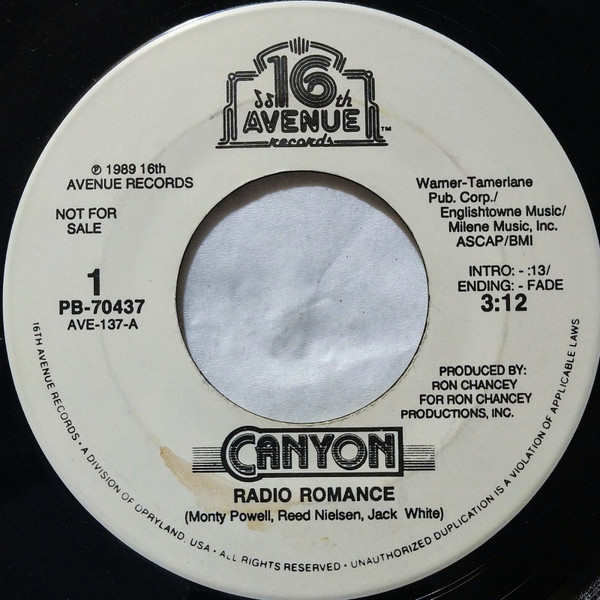 16th
AVENUE
records™
℗ 1989 16th
AVENUE RECORDS
NOT FOR
SALE
1
PB-70437
AVE-137-A
Warner-Tamerlane
Pub. Corp./
Englishtowne Music/
Milene Music, Inc.
ASCAP/BMI
INTRO: - :13/
ENDING: - FADE
3:12
PRODUCED BY:
RON CHANCEY
FOR RON CHANCEY
PRODUCTIONS, INC.
CANYON
RADIO ROMANCE
(Monty Powell, Reed Nielsen, Jack White)
16TH AVENUE RECORDS. • A DIVISION OF OPRYLAND, USA • ALL RIGHTS RESERVED • UNAUTHORIZED DUPLICATION IS A VIOLATION OF APPLICABLE LAWS